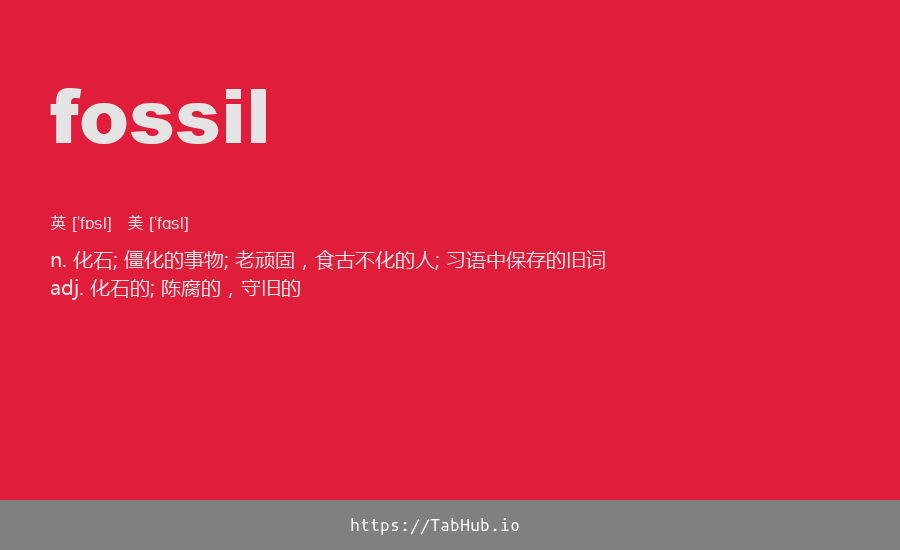 fossil
英 ['fɒsl] 美 ['fɑsl]
n. 化石; 僵化的事物; 老顽固，食古不化的人; 习语中保存的旧词
adj. 化石的; 陈腐的，守旧的
https://TabHub.io